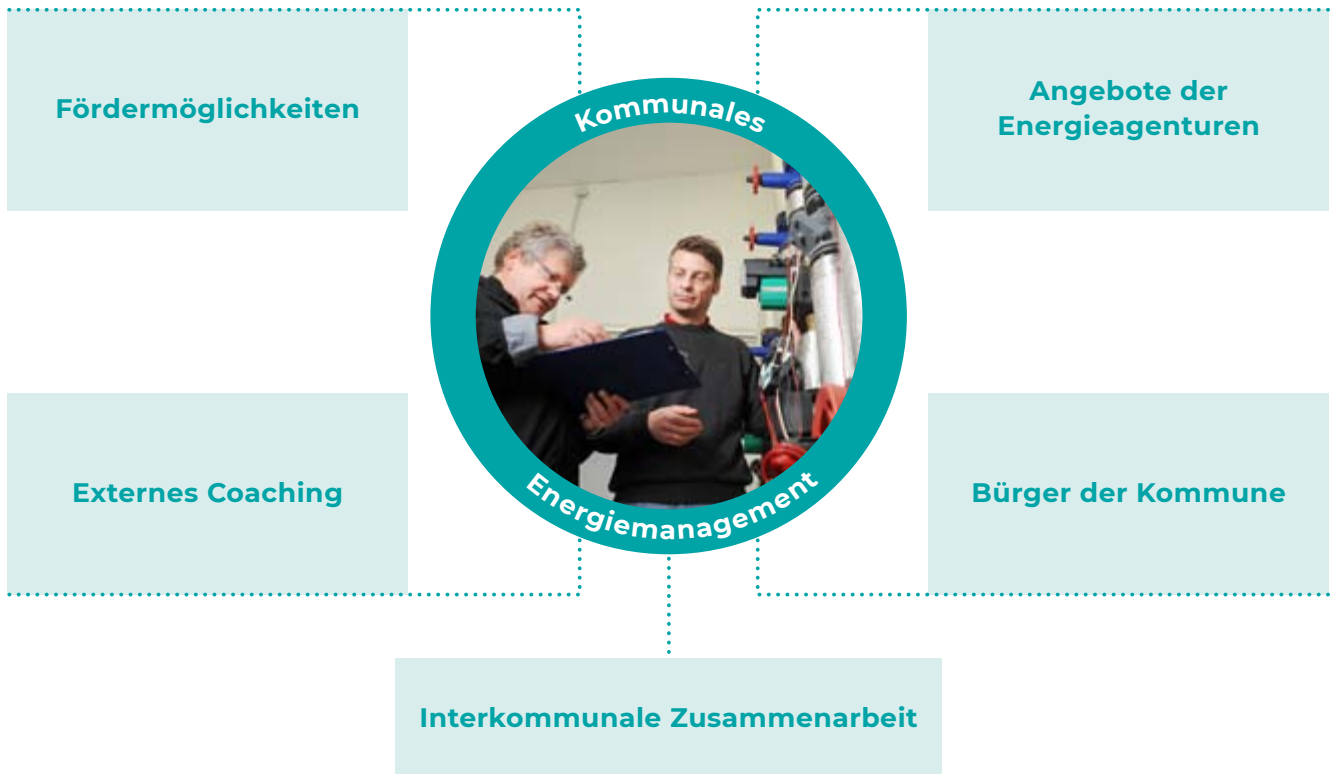 Fördermöglichkeiten
Angebote der
Energieagenturen
Kommunales
Energiemanagement
Externes Coaching
Bürger der Kommune
Interkommunale Zusammenarbeit